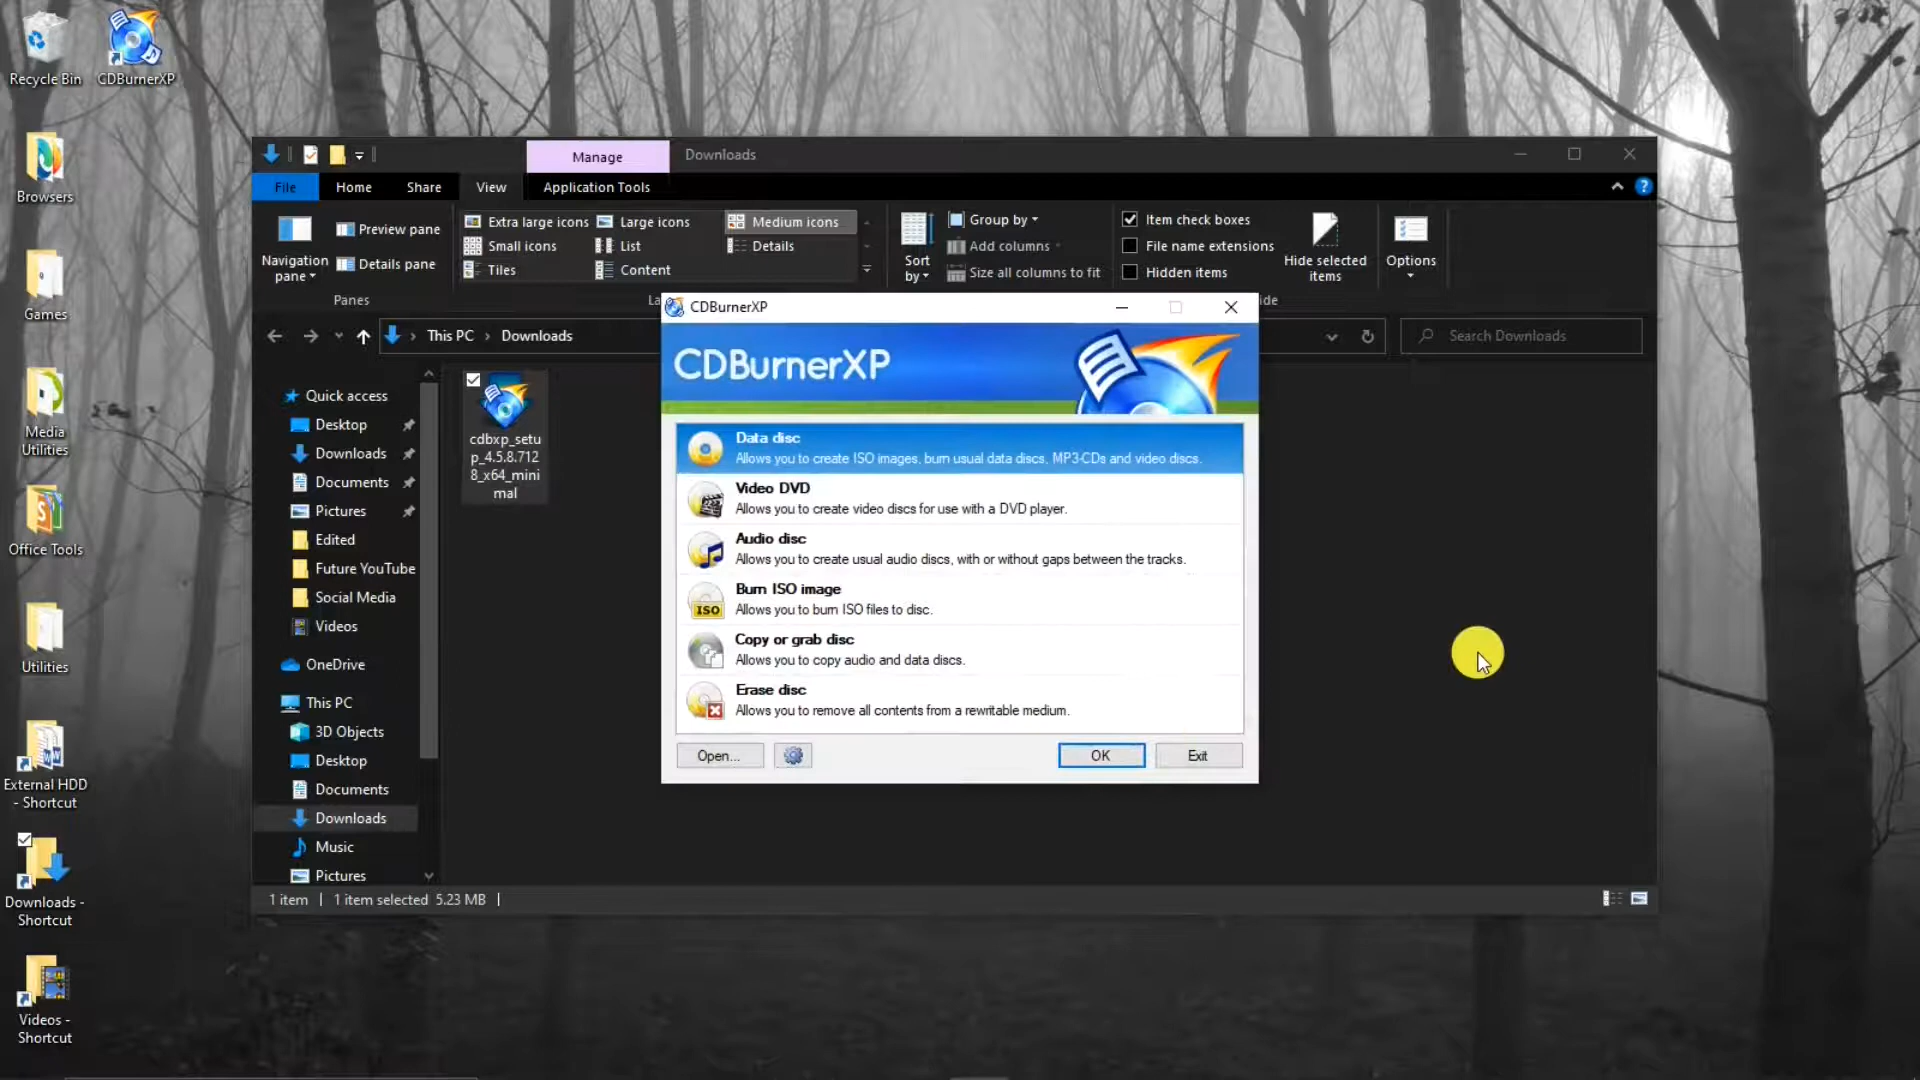 Recycle Bin
CDBurnerXP
Browsers
Games
Media
Utilities
Office Tools
Utilities
External HDD
- Shortcut
Downloads -
Shortcut
Videos -
Shortcut
Manage
Downloads
File
Home
Share
View
Application Tools
Navigation
pane
Preview pane
Details pane
Panes
Extra large icons
Large icons
Medium icons
Small icons
List
Details
Tiles
Content
La
Sort
by
Group by
Add columns
Size all columns to fit
Item check boxes
File name extensions
Hidden items
Hide selected
items
Options
ide
This PC
Downloads
Search Downloads
Quick access
Desktop
Downloads
Documents
Pictures
Edited
Future YouTube
Social Media
Videos
OneDrive
This PC
3D Objects
Desktop
Documents
Downloads
Music
Pictures
cdbxp_setu
p_4.5.8.712
8_x64_mini
mal
1 item
1 item selected 5.23 MB
CDBurnerXP
CDBurnerXP
Data disc
Allows you to create ISO images, burn usual data discs, MP3-CDs and video discs.
Video DVD
Allows you to create video discs for use with a DVD player.
Audio disc
Allows you to create usual audio discs, with or without gaps between the tracks.
Burn ISO image
Allows you to burn ISO files to disc.
ISO
Copy or grab disc
Allows you to copy audio and data discs.
Erase disc
Allows you to remove all contents from a rewritable medium.
Open...
OK
Exit